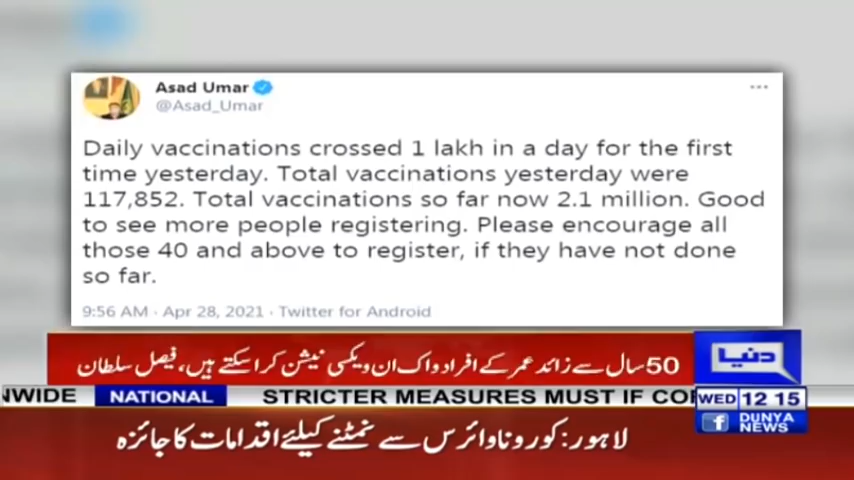 Asad Umar
@Asad_Umar
Daily vaccinations crossed 1 lakh in a day for the first
time yesterday. Total vaccinations yesterday were
117,852. Total vaccinations so far now 2.1 million. Good
to see more people registering. Please encourage all
those 40 and above to register, if they have not done
so far.
9:56 AM · Apr 28, 2021 · Twitter for Android
50 سال سے زائد عمر کے افراد واک ان ویکسی نیشن کرا سکتے ہیں، فیصل سلطان
دنیا
NWIDE NATIONAL STRICTER MEASURES MUST IF
WED 12 15
لاہور: کورونا وائرس سے نمٹنے کیلئے اقدامات کا جائزہ
f DUNYA
NEWS